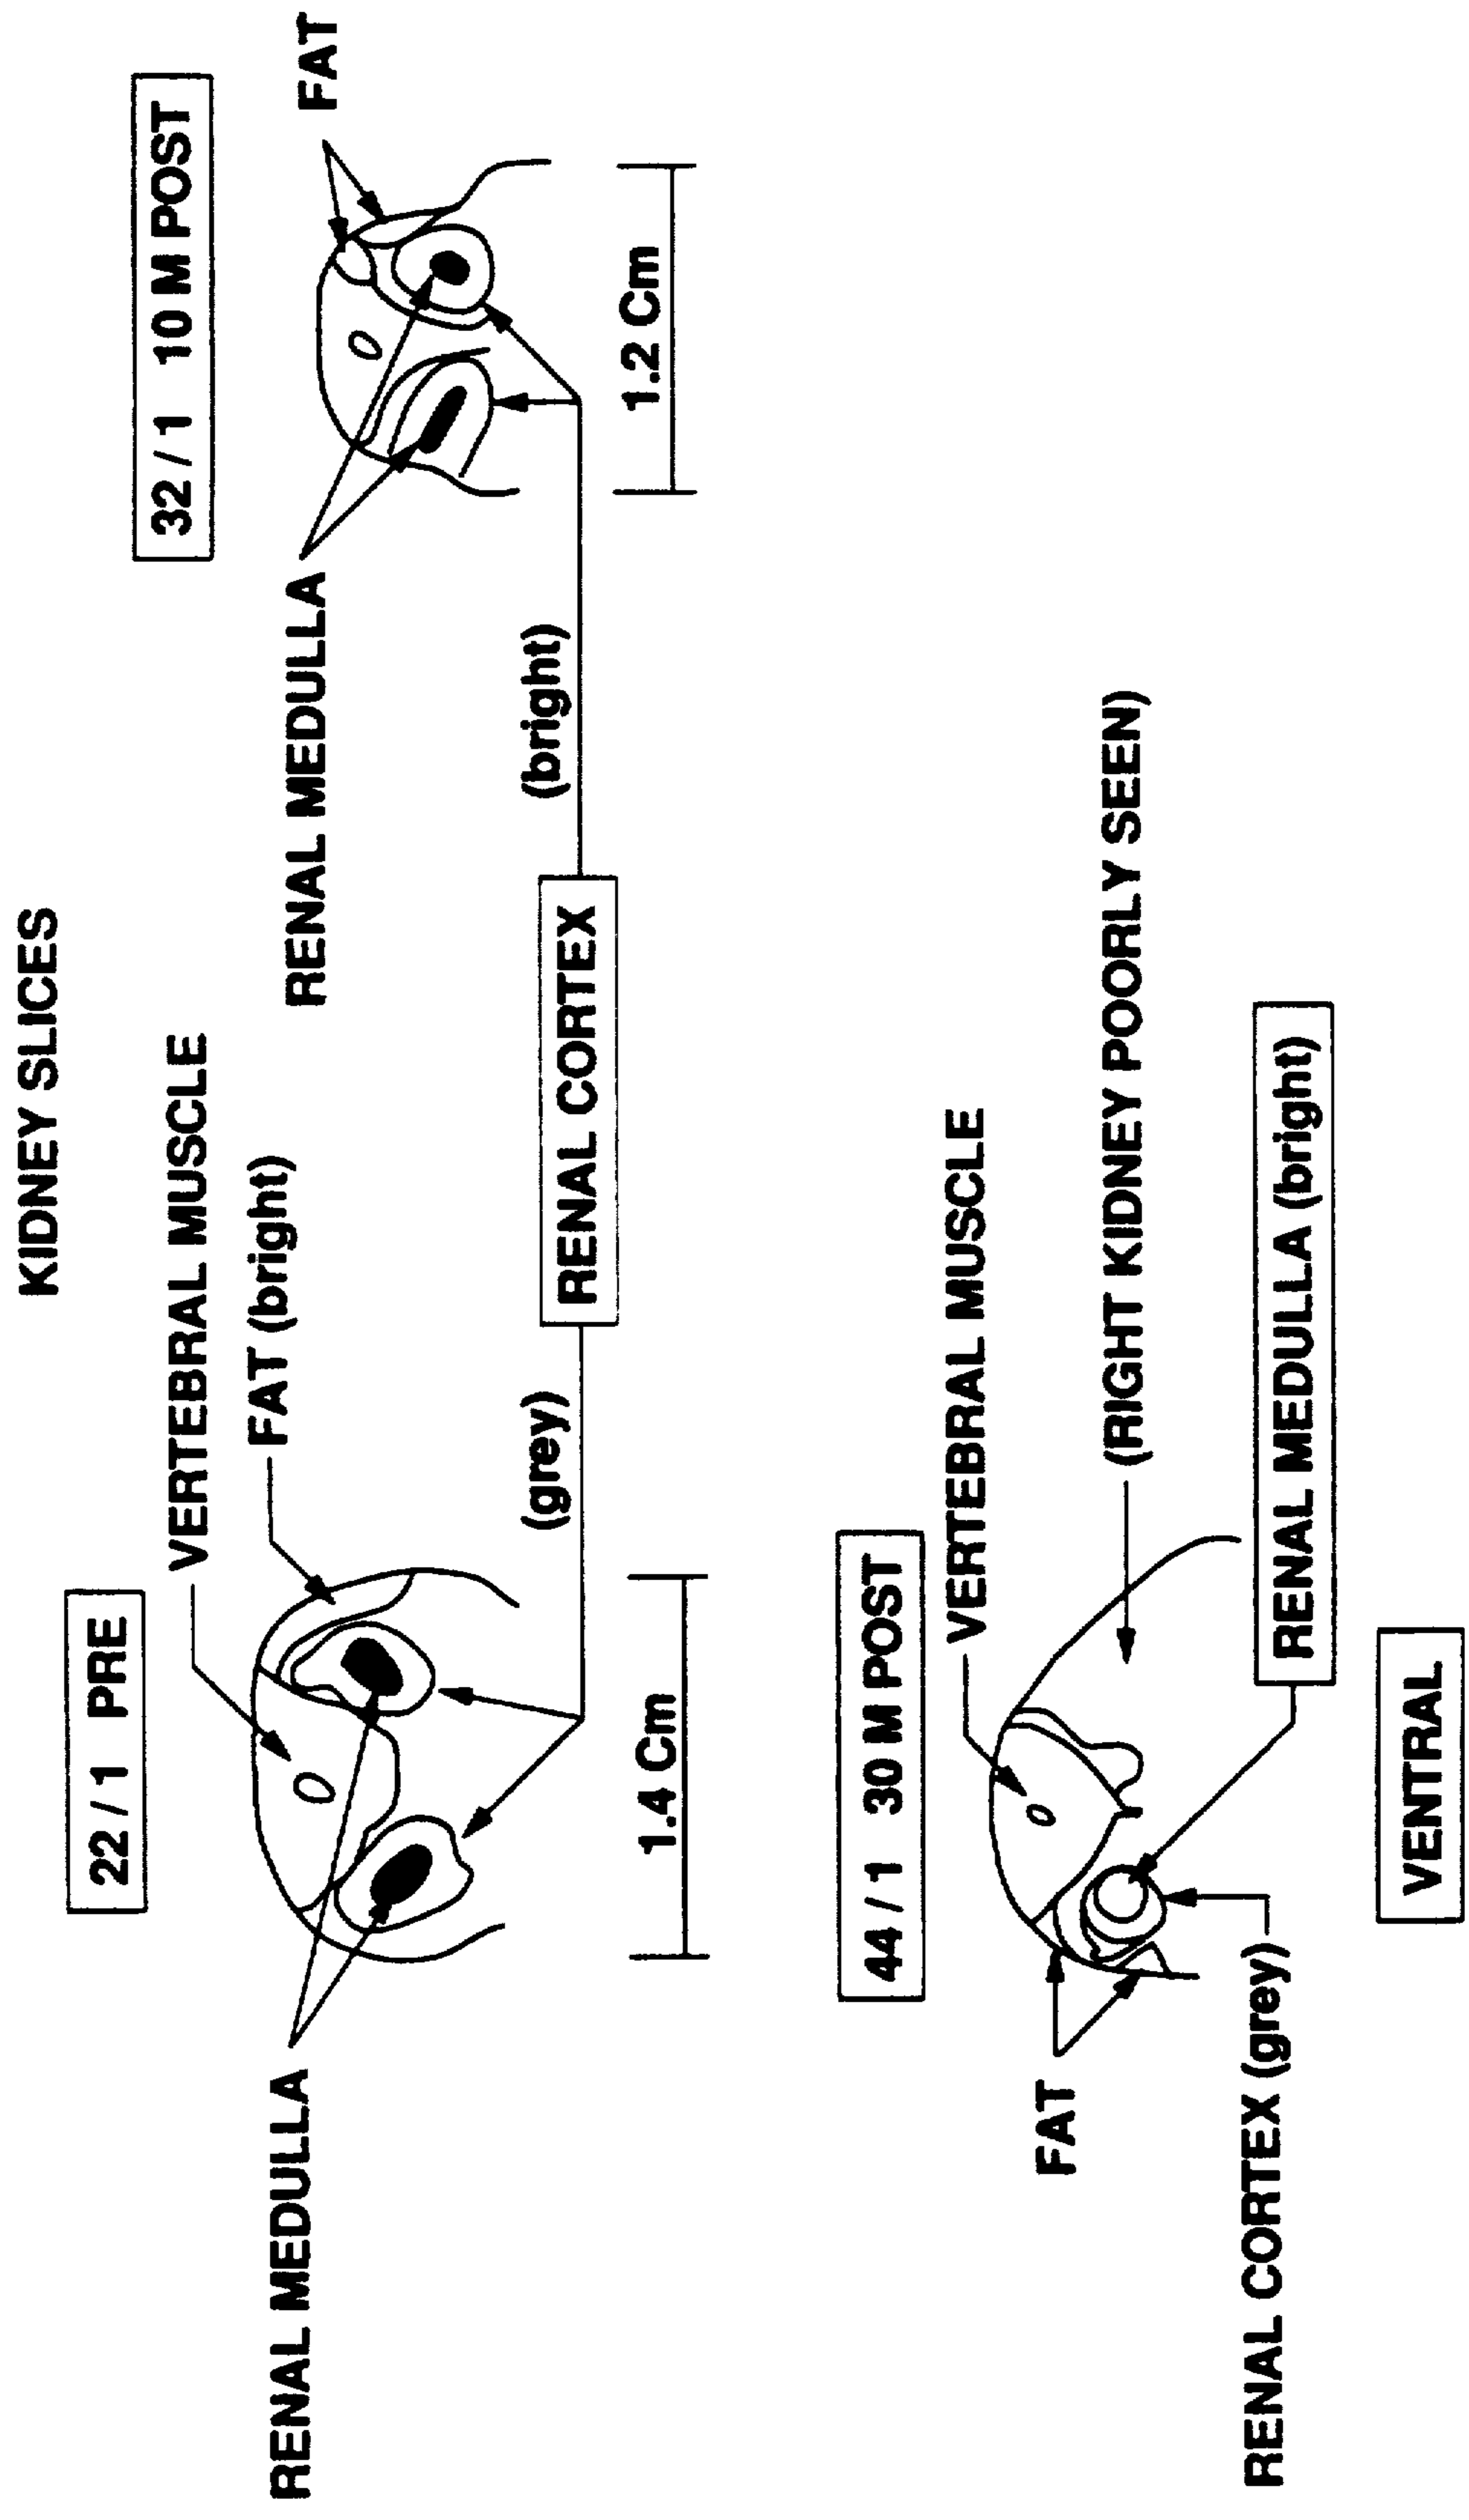 KIDNEY SLICES
22 / 1 PRE
VERTEBRAL MUSCLE
FAT (bright)
RENAL MEDULLA
(grey)
1.4 Cm
RENAL CORTEX
32 / 1 10 M POST
FAT
RENAL MEDULLA
(bright)
1.2 Cm
44 / 1 30 M POST
VERTEBRAL MUSCLE
(RIGHT KIDNEY POORLY SEEN)
FAT
RENAL MEDULLA (bright)
RENAL CORTEX (grey)
VENTRAL